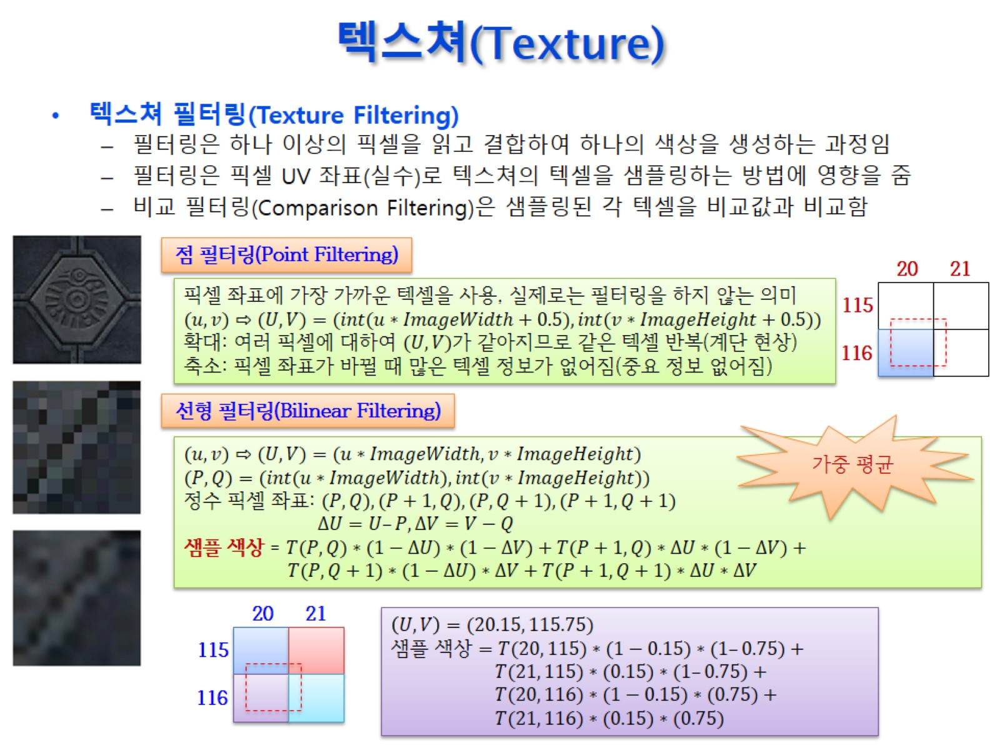 텍스쳐(Texture)
• 텍스쳐 필터링(Texture Filtering)
– 필터링은 하나 이상의 픽셀을 읽고 결합하여 하나의 색상을 생성하는 과정임
– 필터링은 픽셀 UV 좌표(실수)로 텍스쳐의 텍셀을 샘플링하는 방법에 영향을 줌
– 비교 필터링(Comparison Filtering)은 샘플링된 각 텍셀을 비교값과 비교함
점 필터링(Point Filtering)
픽셀 좌표에 가장 가까운 텍셀을 사용, 실제로는 필터링을 하지 않는 의미
(u, v) ⇨ (U, V) = (int(u * ImageWidth + 0.5), int(v * ImageHeight + 0.5))
확대: 여러 픽셀에 대하여 (U, V)가 같아지므로 같은 텍셀 반복(계단 현상)
축소: 픽셀 좌표가 바뀔 때 많은 텍셀 정보가 없어짐(중요 정보 없어짐)
20 21
115
116
선형 필터링(Bilinear Filtering)
(u, v) ⇨ (U, V) = (u * ImageWidth, v * ImageHeight)
(P, Q) = (int(u * ImageWidth), int(v * ImageHeight))
정수 픽셀 좌표: (P, Q), (P + 1, Q), (P, Q + 1), (P + 1, Q + 1)
ΔU = U – P, ΔV = V − Q
샘플 색상 = T(P, Q) * (1 − ΔU) * (1 − ΔV) + T(P + 1, Q) * ΔU * (1 − ΔV) +
T(P, Q + 1) * (1 − ΔU) * ΔV + T(P + 1, Q + 1) * ΔU * ΔV
가중 평균
20 21
115
116
(U, V) = (20.15, 115.75)
샘플 색상 = T(20, 115) * (1 − 0.15) * (1 – 0.75) +
T(21, 115) * (0.15) * (1 – 0.75) +
T(20, 116) * (1 − 0.15) * (0.75) +
T(21, 116) * (0.15) * (0.75)